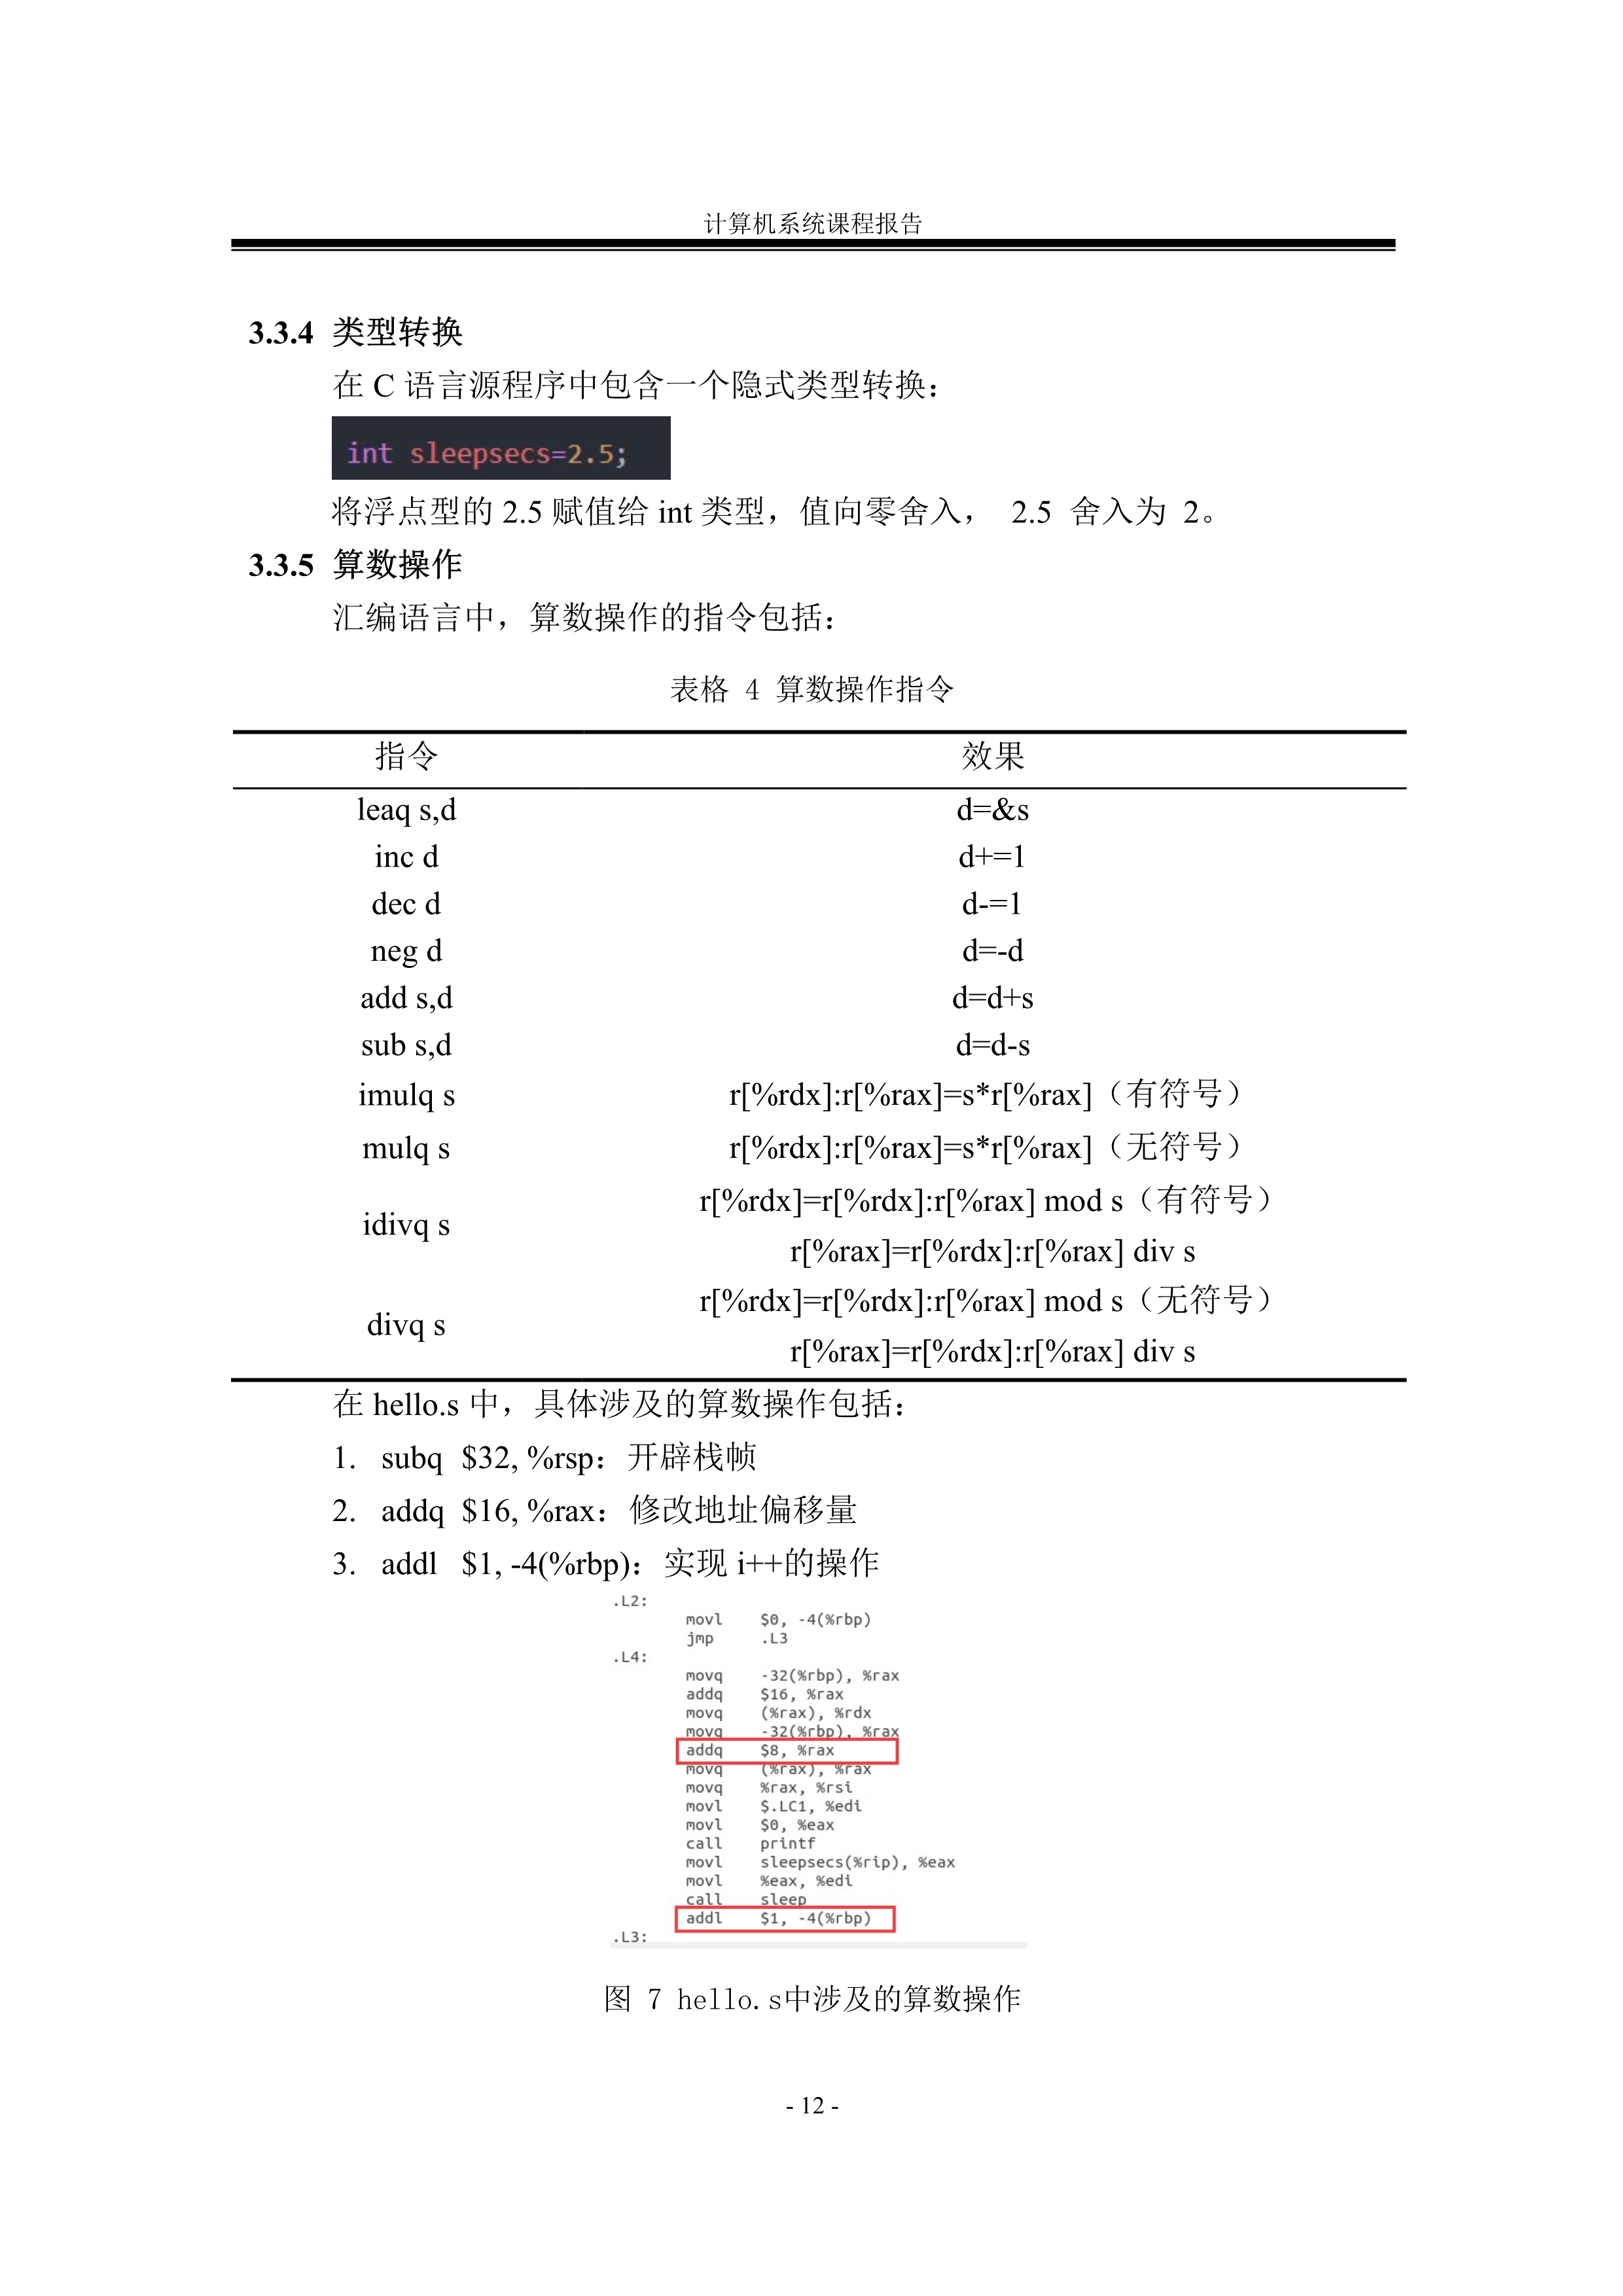 计算机系统课程报告
3.3.4 类型转换
在 C 语言源程序中包含一个隐式类型转换：
int sleepsecs=2.5;
将浮点型的 2.5 赋值给 int 类型，值向零舍入， 2.5 舍入为 2。
3.3.5 算数操作
汇编语言中，算数操作的指令包括：
表格 4 算数操作指令
指令 效果
leaq s,d d=&s
inc d d+=1
dec d d-=1
neg d d=-d
add s,d d=d+s
sub s,d d=d-s
imulq s r[%rdx]:r[%rax]=s*r[%rax]（有符号）
mulq s r[%rdx]:r[%rax]=s*r[%rax]（无符号）
idivq s r[%rdx]=r[%rdx]:r[%rax] mod s（有符号）
r[%rax]=r[%rdx]:r[%rax] div s
divq s r[%rdx]=r[%rdx]:r[%rax] mod s（无符号）
r[%rax]=r[%rdx]:r[%rax] div s
在 hello.s 中，具体涉及的算数操作包括：
1. subq $32, %rsp：开辟栈帧
2. addq $16, %rax：修改地址偏移量
3. addl $1, -4(%rbp)：实现 i++的操作
.L2:
movl $0, -4(%rbp)
jmp .L3
.L4:
movq -32(%rbp), %rax
addq $16, %rax
movq (%rax), %rdx
movq -32(%rbp), %rax
addq $8, %rax
movq (%rax), %rax
movq %rax, %rsi
movl $.LC1, %edi
movl $0, %eax
call printf
movl sleepsecs(%rip), %eax
movl %eax, %edi
call sleep
addl $1, -4(%rbp)
.L3:
图 7 hello.s中涉及的算数操作
- 12 -